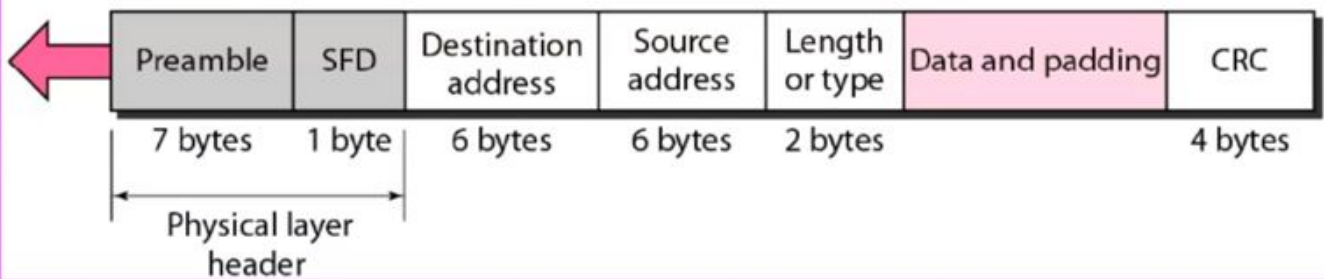 Preamble
SFD
Destination
address
Source
address
Length
or type
Data and padding
CRC
7 bytes
1 byte
6 bytes
6 bytes
2 bytes
4 bytes
Physical layer
header